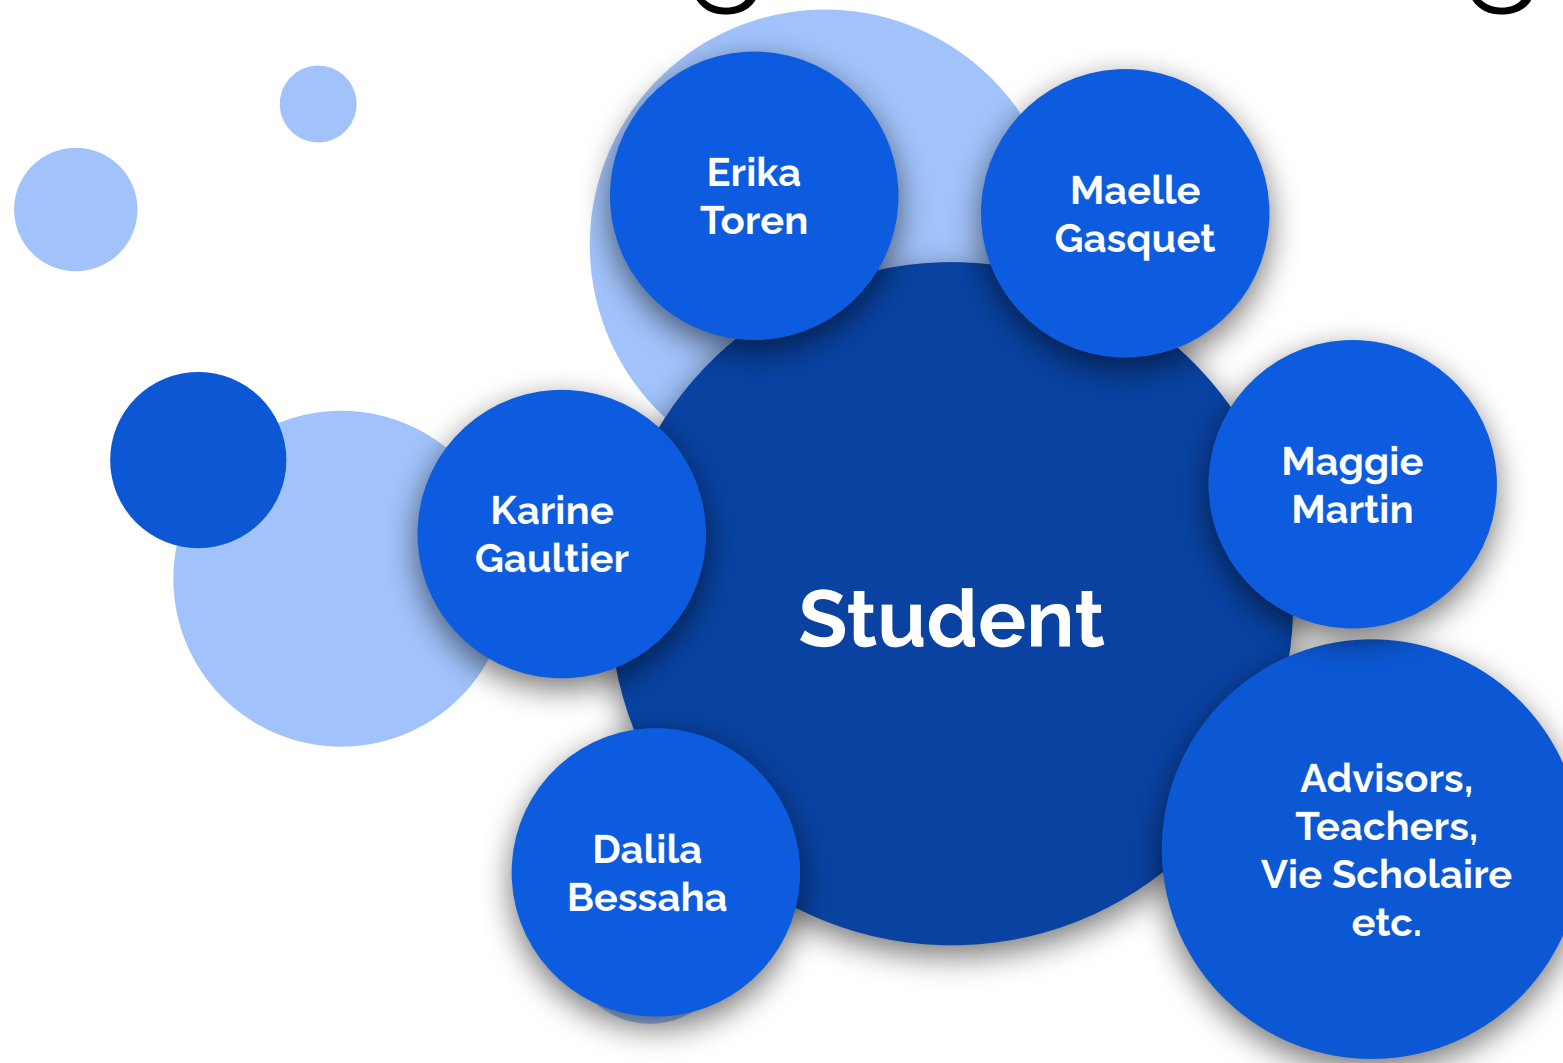 Erika
Toren
Maelle
Gasquet
Maggie
Martin
Karine
Gaultier
Student
Advisors,
Teachers,
Vie Scholaire
etc.
Dalila
Bessaha